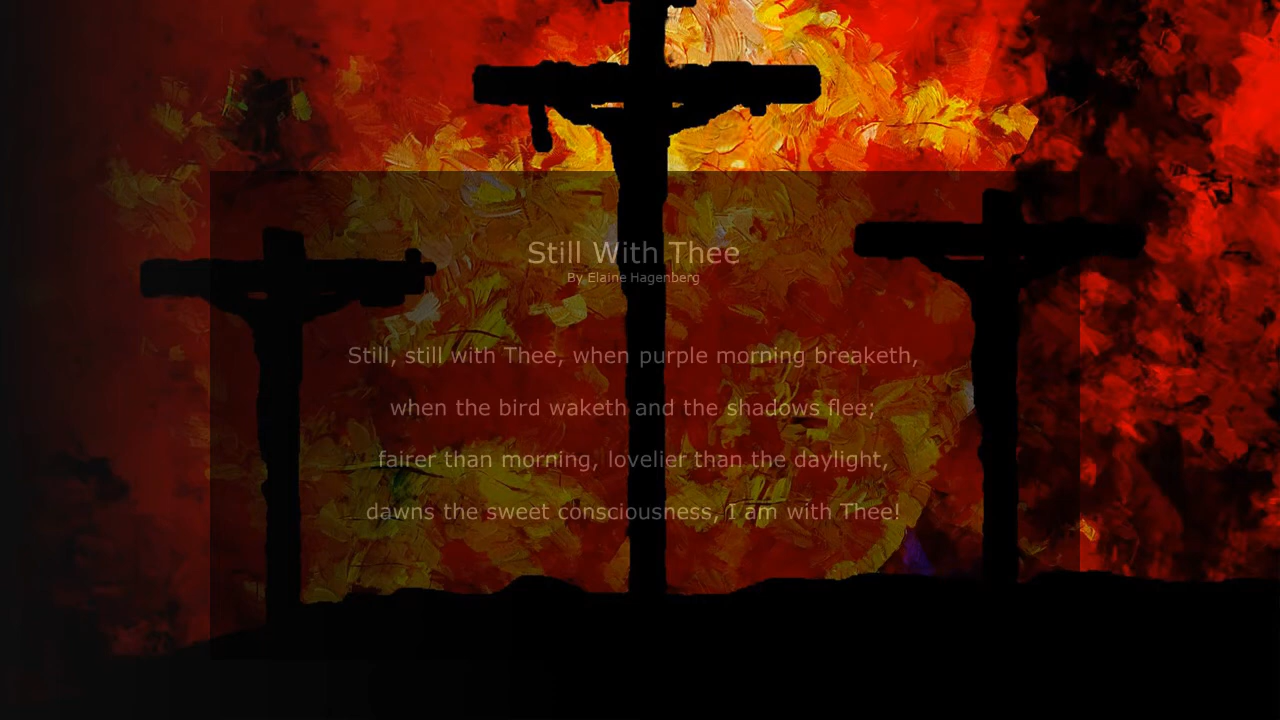 Still With Thee
By Elaine Hagenberg
Still, still with Thee, when purple morning breaketh,
when the bird waketh and the shadows flee;
fairer than morning, lovelier than the daylight,
dawns the sweet consciousness, I am with Thee!